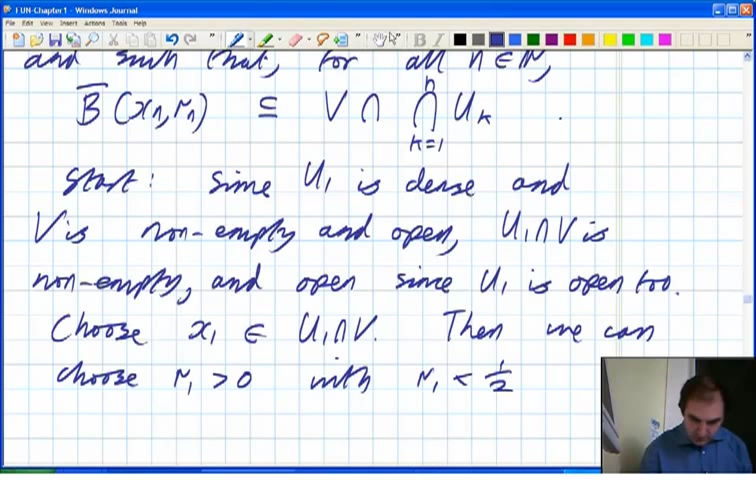 FUN-Chapter 1 - Windows Journal
File Edit View Insert Actions Tools Help
and such that, for all n ∈ ℕ,
B̅(xₙ, rₙ) ⊆ V ∩ ⋂ₖ₌₁ⁿ Uₖ .
Start: Since U₁ is dense and
V is non-empty and open, U₁∩V is
non-empty, and open since U₁ is open too.
Choose x₁ ∈ U₁∩V. Then we can
choose r₁ > 0 with r₁ < 1/2